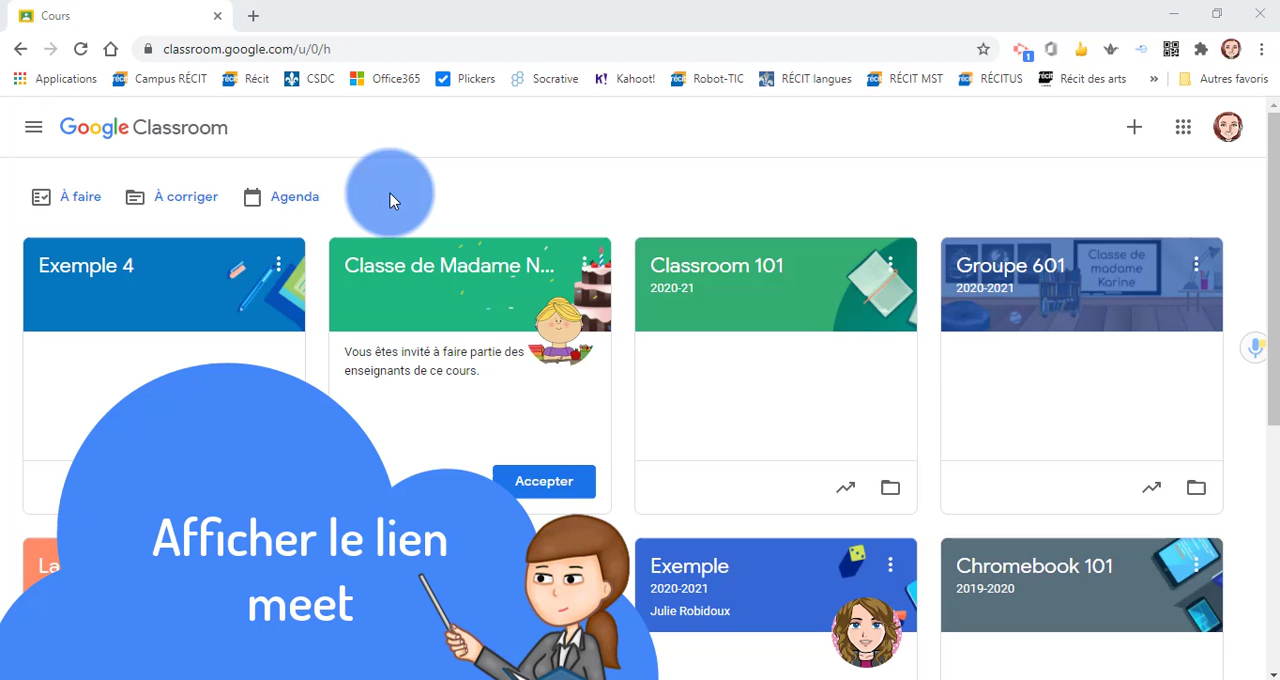 Cours
classroom.google.com/u/0/h
1
Applications
Campus RÉCIT
Récit
CSDC
Office365
Plickers
Socrative
K!
Kahoot!
Robot-TIC
RÉCIT langues
RÉCIT MST
RÉCITUS
Récit des arts
»
Autres favoris
Google Classroom
À faire
À corriger
Agenda
Exemple 4
Classe de Madame N...
Vous êtes invité à faire partie des
enseignants de ce cours.
Accepter
Classroom 101
2020-21
Groupe 601
2020-2021
Classe de
madame
Karine
La
Afficher le lien
meet
Exemple
2020-2021
Julie Robidoux
Chromebook 101
2019-2020